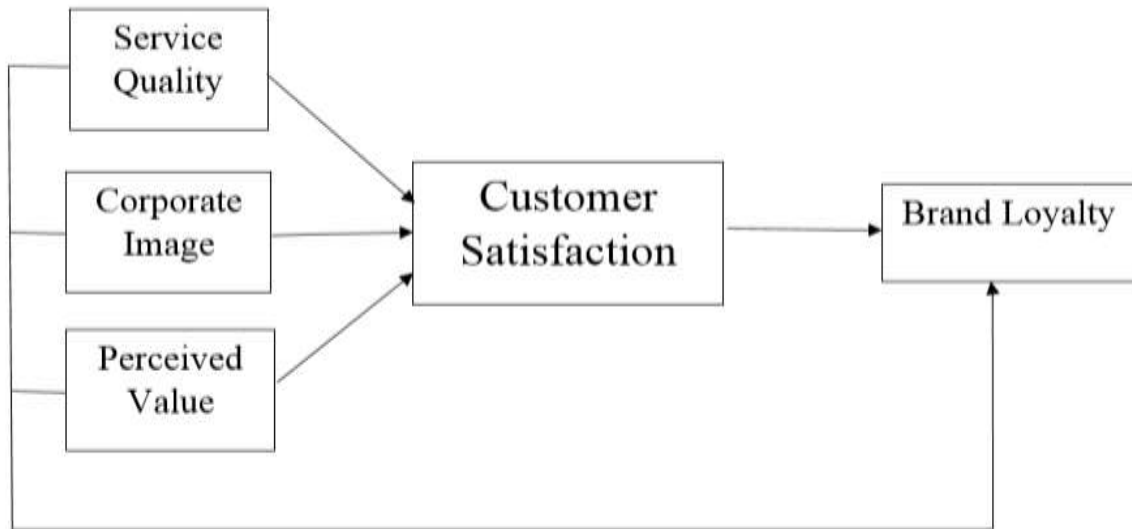 Service
Quality
Corporate
Image
Perceived
Value
Customer
Satisfaction
Brand Loyalty